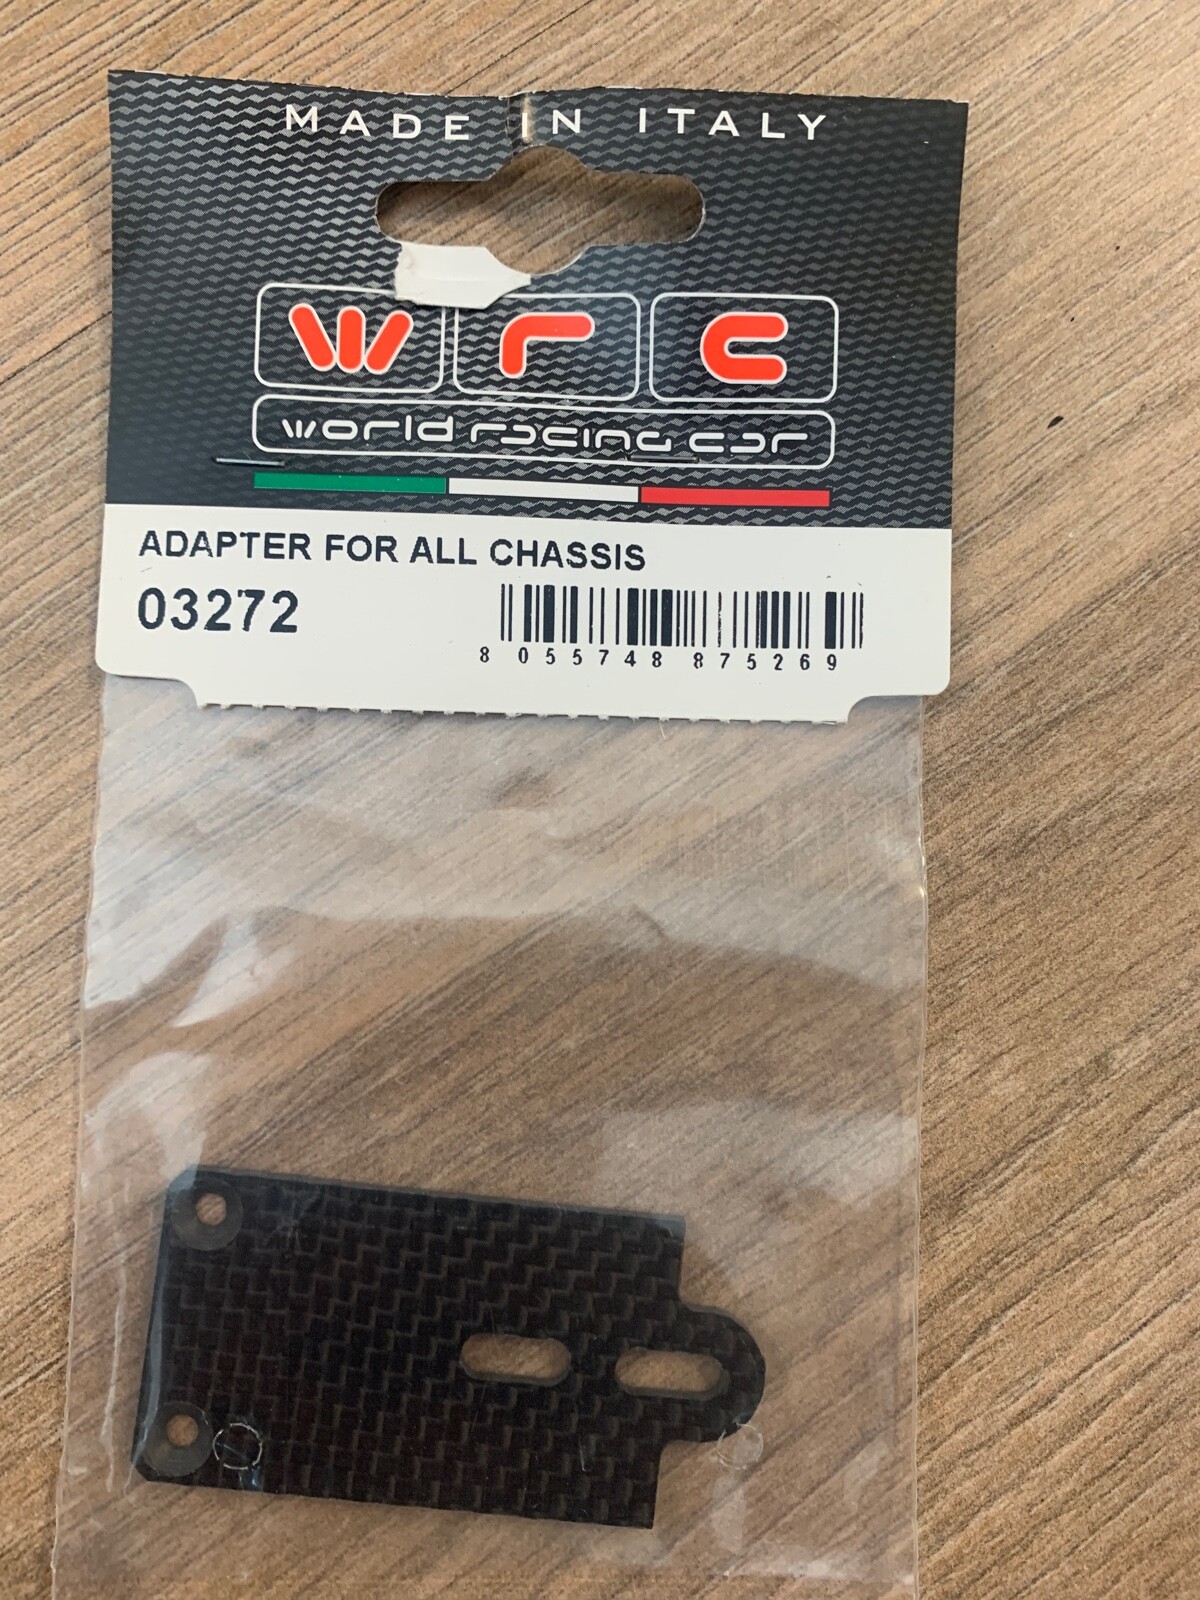 MADE IN ITALY
wrc
world racing car
ADAPTER FOR ALL CHASSIS
03272
8 055748 875269